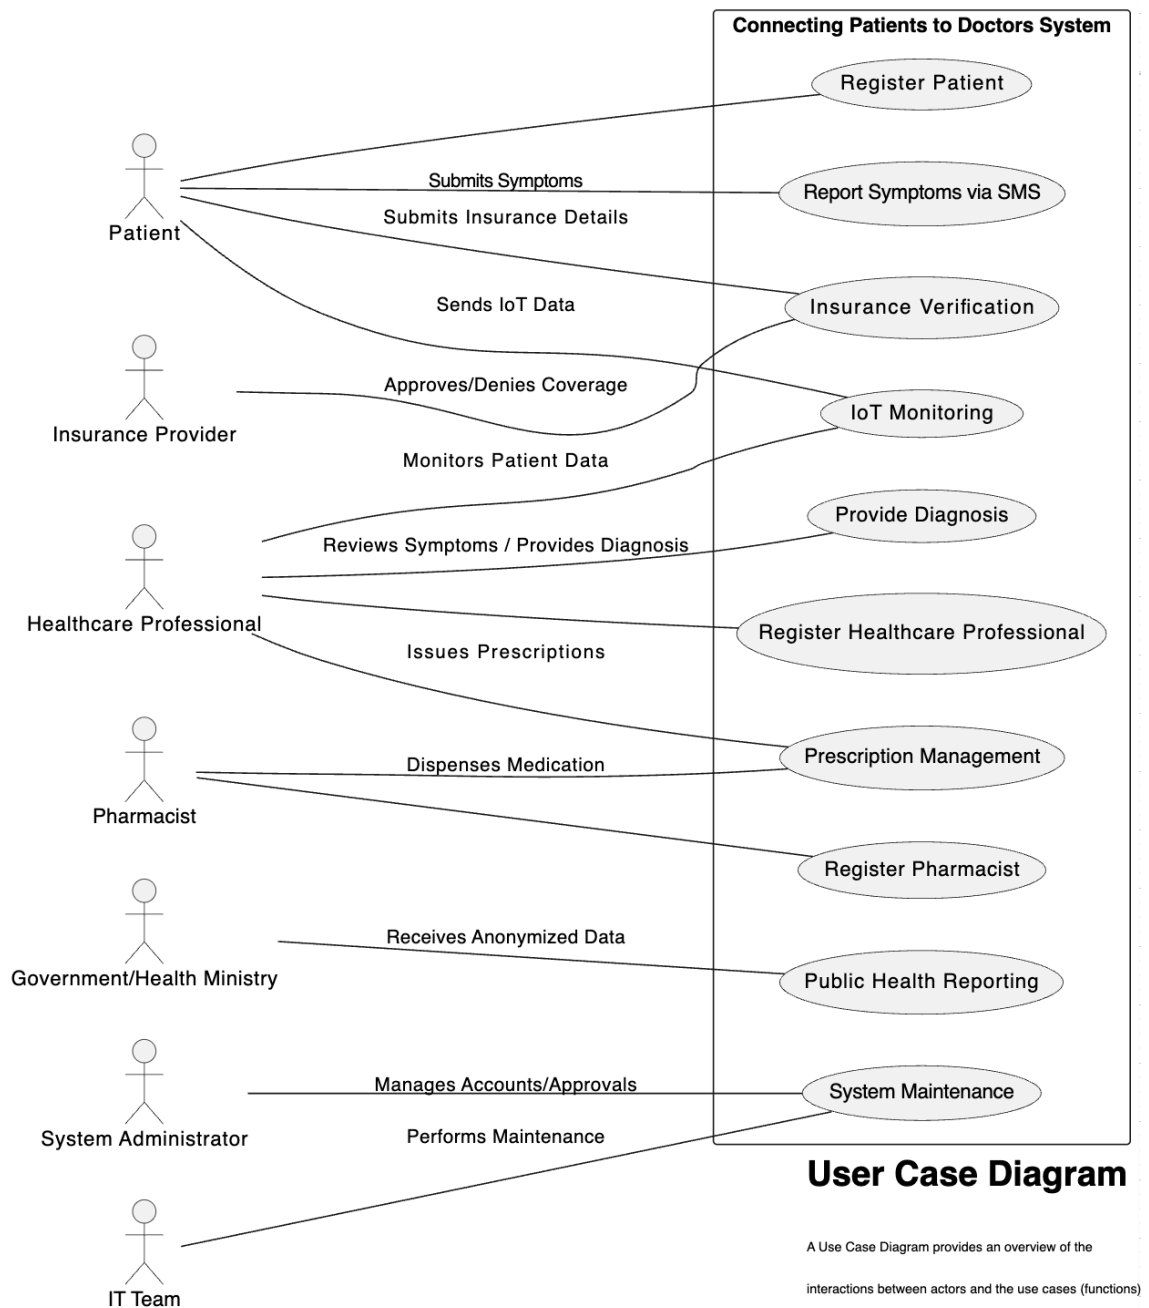 Connecting Patients to Doctors System
Register Patient
Submits Symptoms
Report Symptoms via SMS
Submits Insurance Details
Patient
Sends IoT Data
Insurance Verification
Approves/Denies Coverage
IoT Monitoring
Insurance Provider
Monitors Patient Data
Provide Diagnosis
Reviews Symptoms / Provides Diagnosis
Healthcare Professional
Register Healthcare Professional
Issues Prescriptions
Prescription Management
Dispenses Medication
Pharmacist
Register Pharmacist
Receives Anonymized Data
Government/Health Ministry
Public Health Reporting
Manages Accounts/Approvals
System Maintenance
System Administrator
Performs Maintenance
User Case Diagram
A Use Case Diagram provides an overview of the
interactions between actors and the use cases (functions)
IT Team